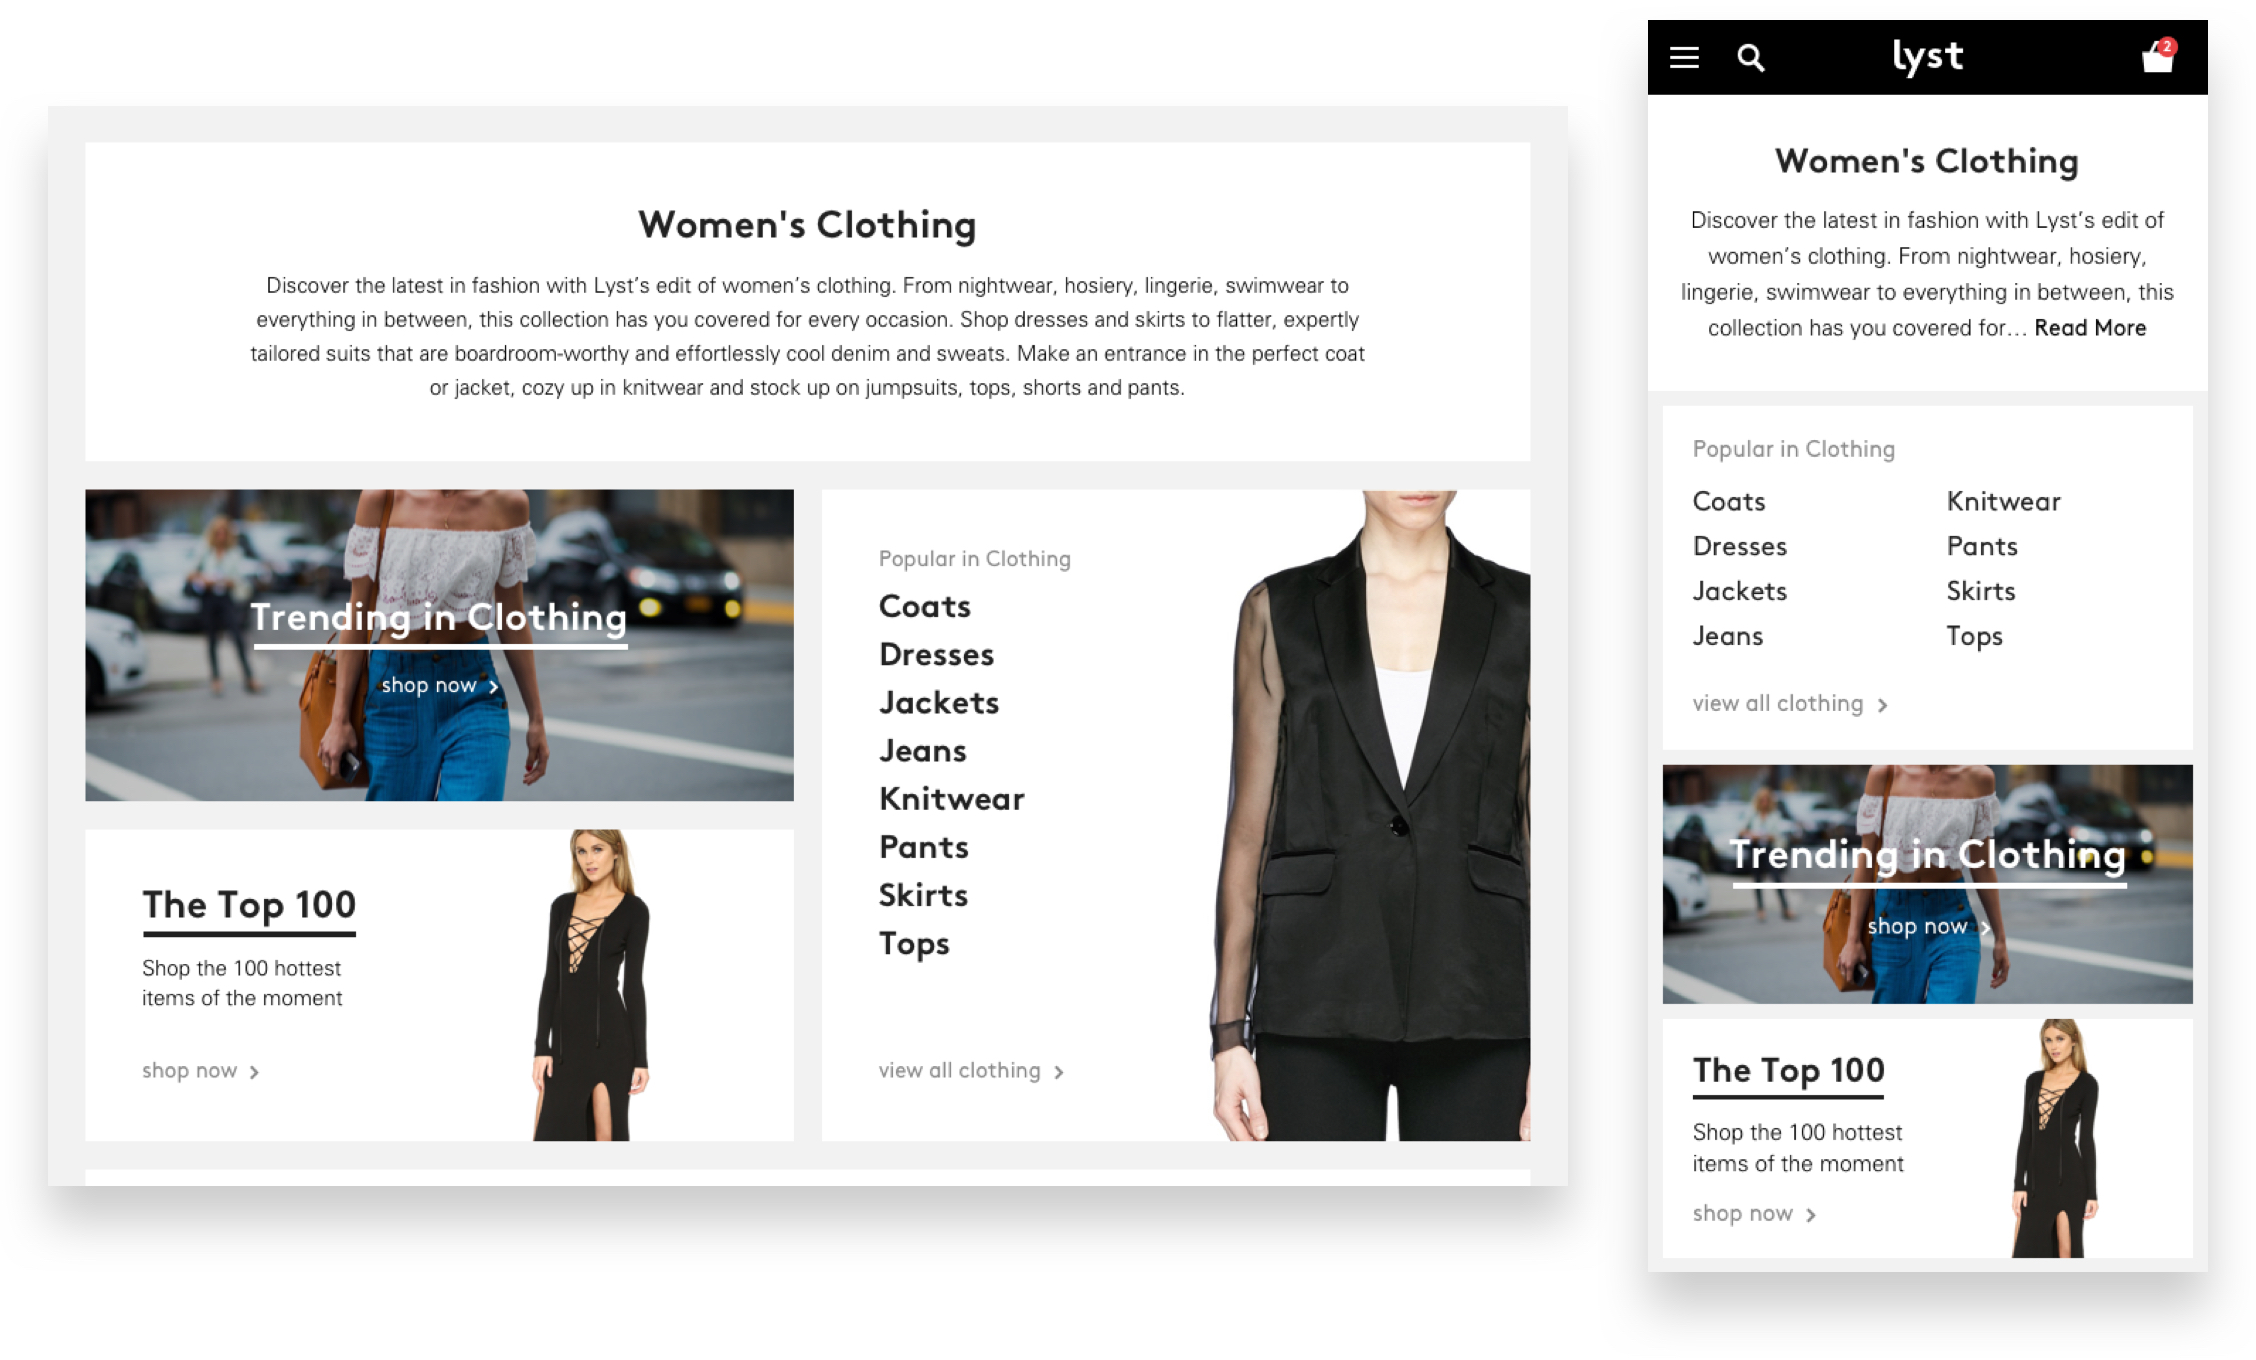 Women's Clothing
Discover the latest in fashion with Lyst’s edit of women’s clothing. From nightwear, hosiery, lingerie, swimwear to
everything in between, this collection has you covered for every occasion. Shop dresses and skirts to flatter, expertly
tailored suits that are boardroom-worthy and effortlessly cool denim and sweats. Make an entrance in the perfect coat
or jacket, cozy up in knitwear and stock up on jumpsuits, tops, shorts and pants.
Trending in Clothing
shop now
The Top 100
Shop the 100 hottest
items of the moment
shop now
Popular in Clothing
Coats
Dresses
Jackets
Jeans
Knitwear
Pants
Skirts
Tops
view all clothing
lyst
2
Women's Clothing
Discover the latest in fashion with Lyst’s edit of
women’s clothing. From nightwear, hosiery,
lingerie, swimwear to everything in between, this
collection has you covered for... Read More
Popular in Clothing
Coats
Dresses
Jackets
Jeans
Knitwear
Pants
Skirts
Tops
view all clothing
Trending in Clothing
shop now
The Top 100
Shop the 100 hottest
items of the moment
shop now